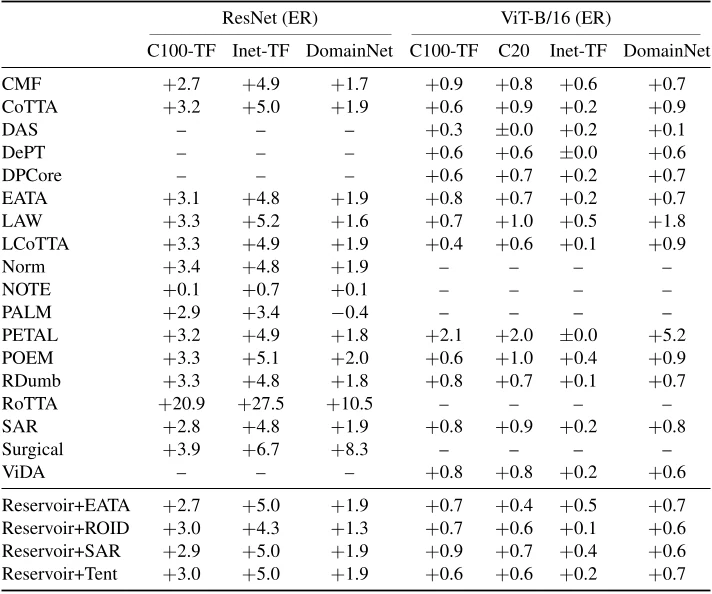 ResNet (ER) ViT-B/16 (ER)
C100-TF Inet-TF DomainNet C100-TF C20 Inet-TF DomainNet
CMF +2.7 +4.9 +1.7 +0.9 +0.8 +0.6 +0.7
CoTTA +3.2 +5.0 +1.9 +0.6 +0.9 +0.2 +0.9
DAS – – – +0.3 ±0.0 +0.2 +0.1
DePT – – – +0.6 +0.6 ±0.0 +0.6
DPCore – – – +0.6 +0.7 +0.2 +0.7
EATA +3.1 +4.8 +1.9 +0.8 +0.7 +0.2 +0.7
LAW +3.3 +5.2 +1.6 +0.7 +1.0 +0.5 +1.8
LCoTTA +3.3 +4.9 +1.9 +0.4 +0.6 +0.1 +0.9
Norm +3.4 +4.8 +1.9 – – – –
NOTE +0.1 +0.7 +0.1 – – – –
PALM +2.9 +3.4 −0.4 – – – –
PETAL +3.2 +4.9 +1.8 +2.1 +2.0 ±0.0 +5.2
POEM +3.3 +5.1 +2.0 +0.6 +1.0 +0.4 +0.9
RDumb +3.3 +4.8 +1.8 +0.8 +0.7 +0.1 +0.7
RoTTA +20.9 +27.5 +10.5 – – – –
SAR +2.8 +4.8 +1.9 +0.8 +0.9 +0.2 +0.8
Surgical +3.9 +6.7 +8.3 – – – –
ViDA – – – +0.8 +0.8 +0.2 +0.6
Reservoir+EATA +2.7 +5.0 +1.9 +0.7 +0.4 +0.5 +0.7
Reservoir+ROID +3.0 +4.3 +1.3 +0.7 +0.6 +0.1 +0.6
Reservoir+SAR +2.9 +5.0 +1.9 +0.9 +0.7 +0.4 +0.6
Reservoir+Tent +3.0 +5.0 +1.9 +0.6 +0.6 +0.2 +0.7